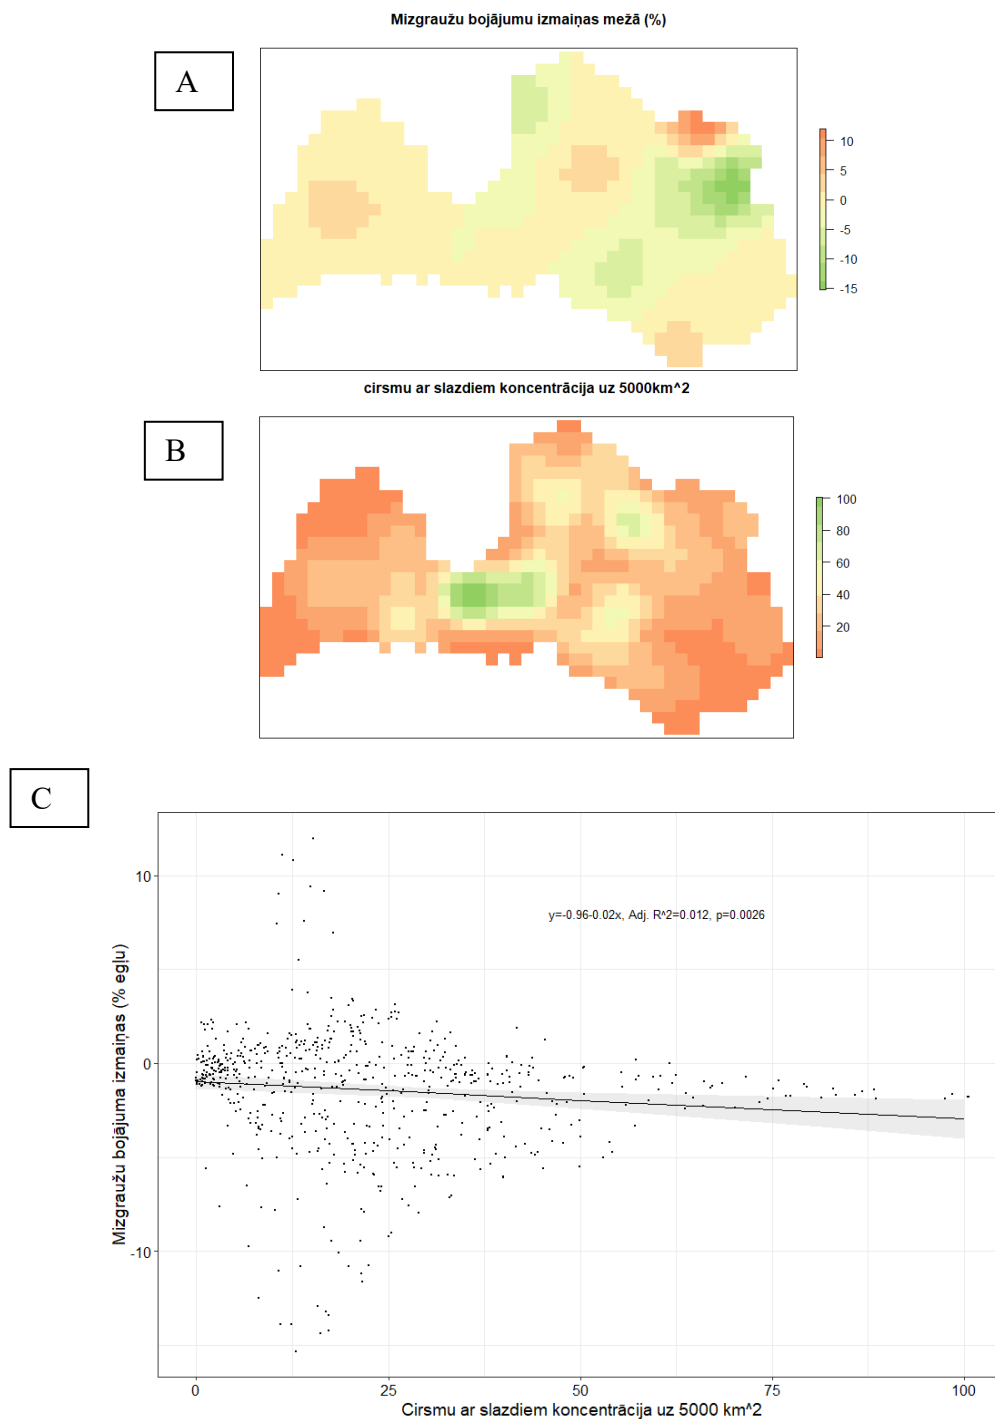 Mizgraužu bojājumu izmaiņas mežā (%)
A
10
5
0
-5
-10
-15
cirsmu ar slazdiem koncentrācija uz 5000km^2
B
100
80
60
40
20
C
y=-0.96-0.02x, Adj. R^2=0.012, p=0.0026
Mizgraužu bojājuma izmaiņas (% egļu)
10
0
-10
0 25 50 75 100
Cirsmu ar slazdiem koncentrācija uz 5000 km^2